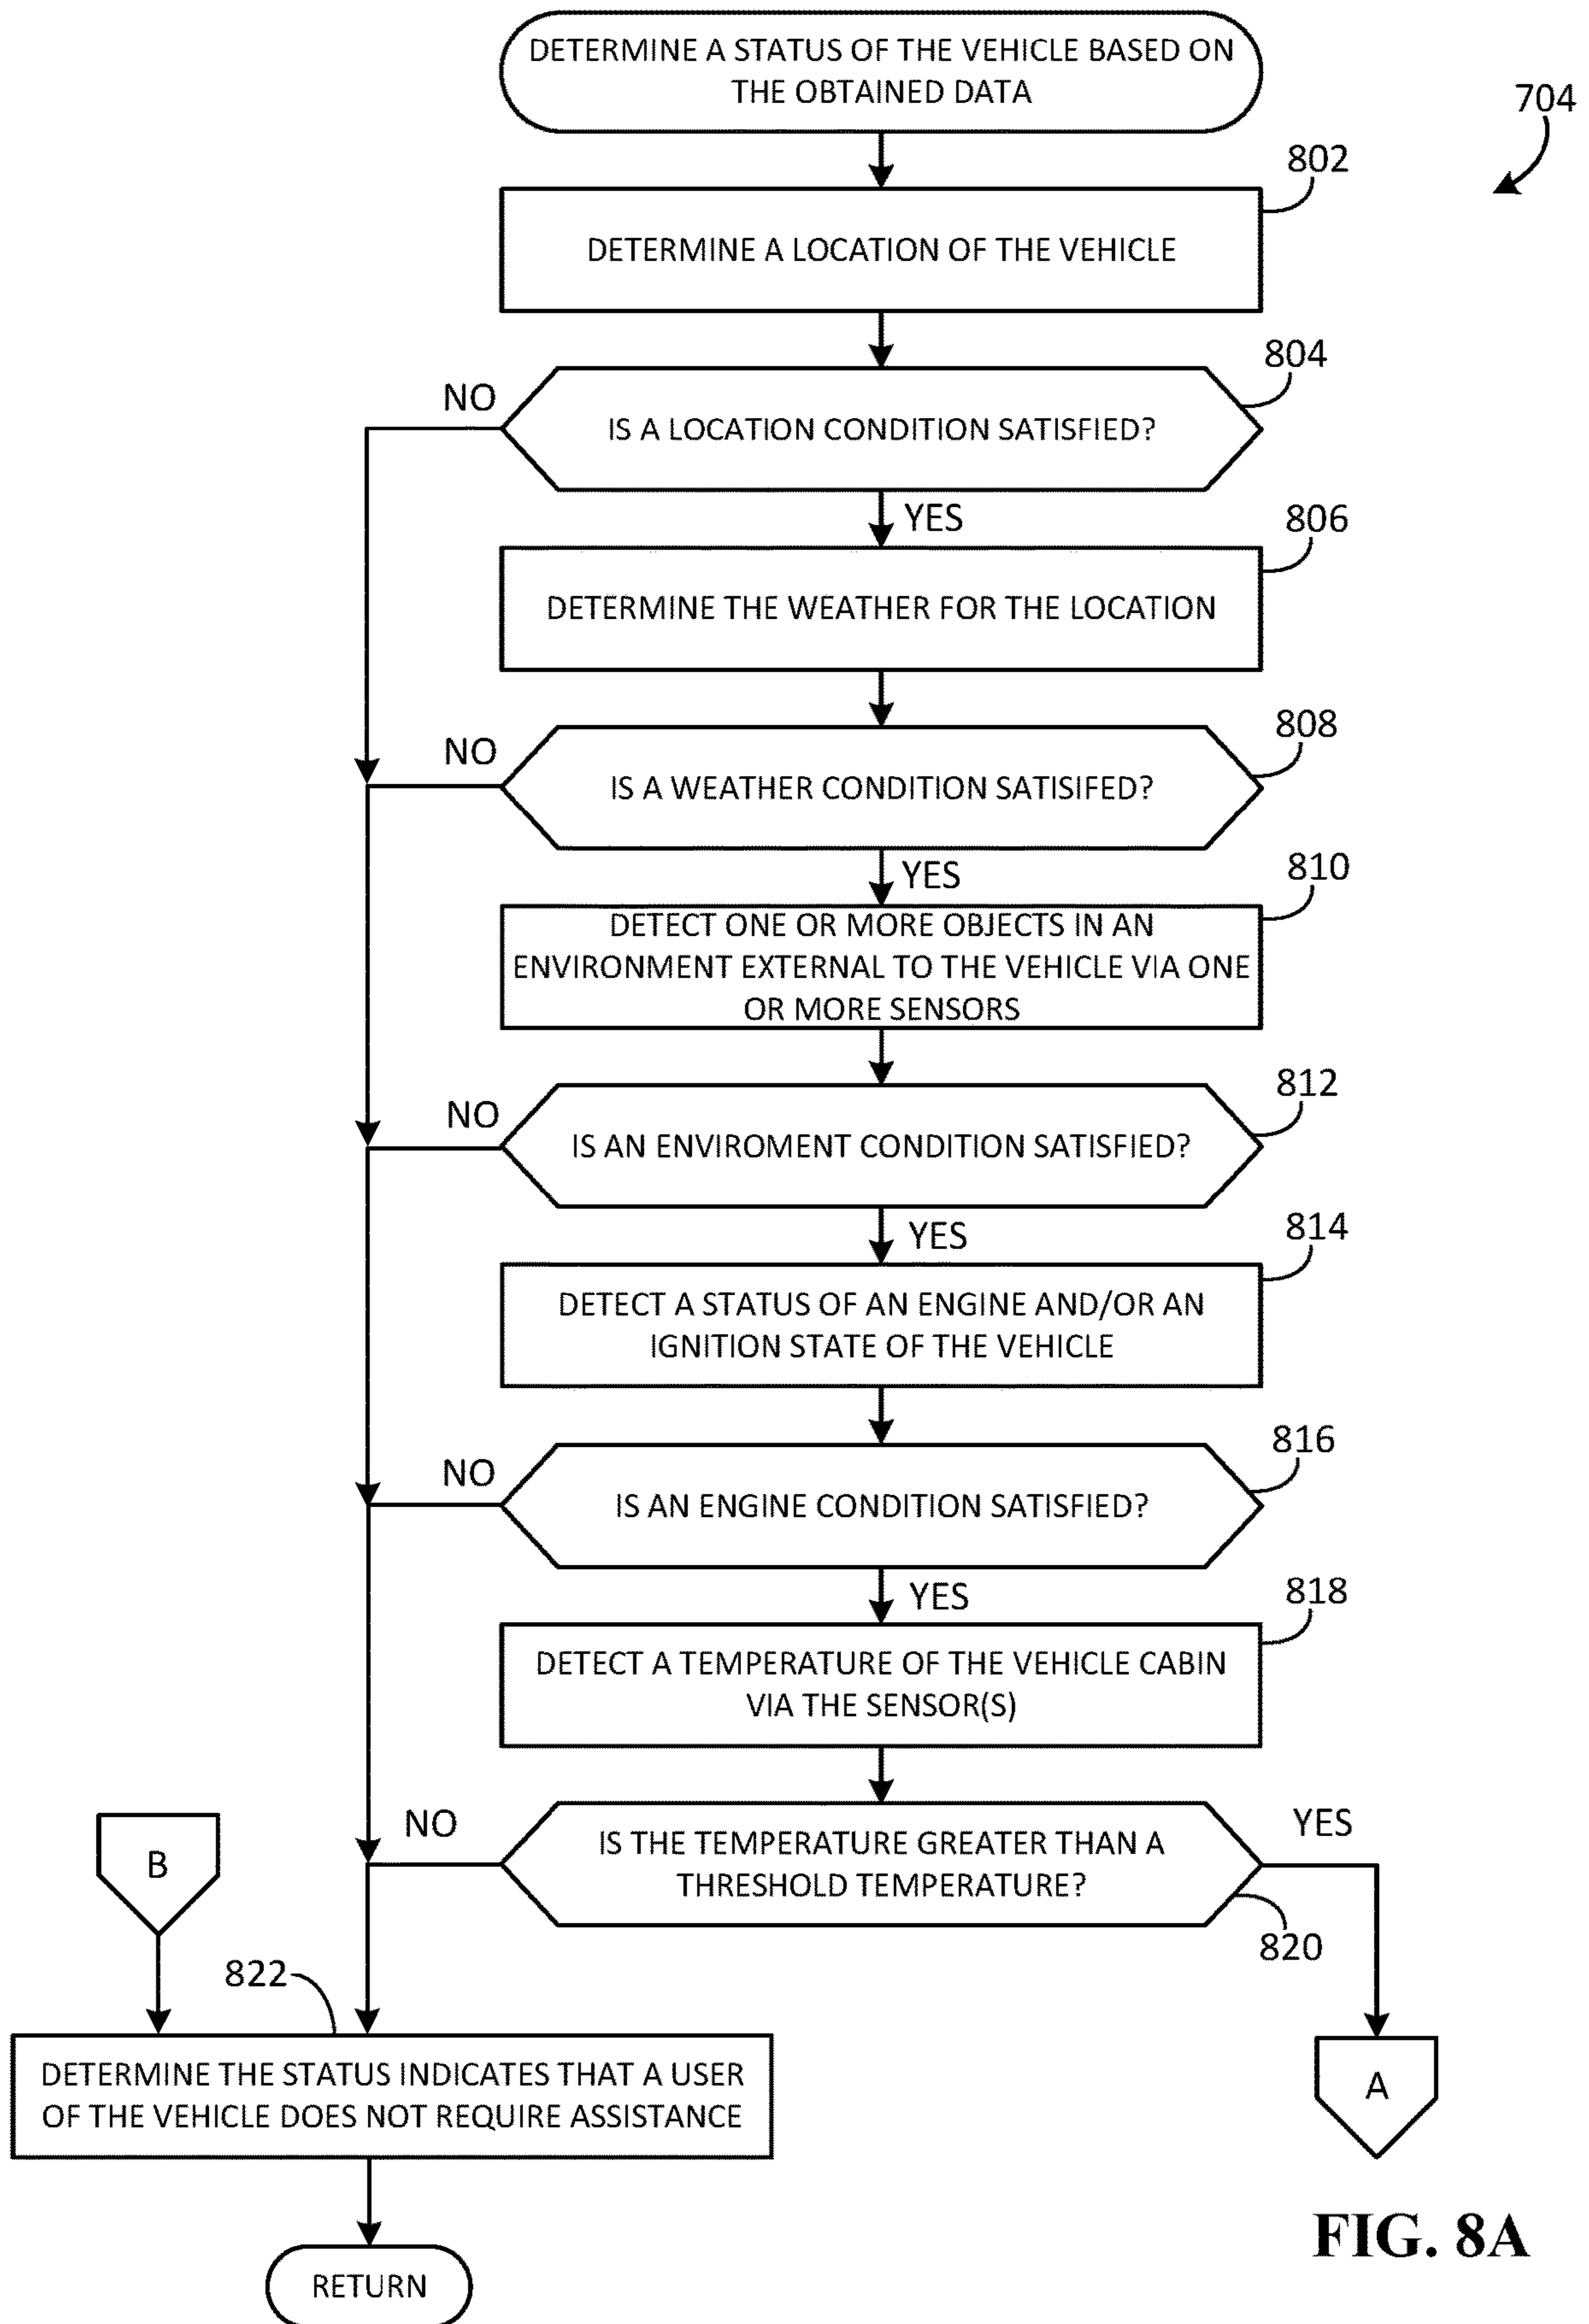 DETERMINE A STATUS OF THE VEHICLE BASED ON
THE OBTAINED DATA
704
802
DETERMINE A LOCATION OF THE VEHICLE
804
NO
IS A LOCATION CONDITION SATISFIED?
YES
806
DETERMINE THE WEATHER FOR THE LOCATION
808
NO
IS A WEATHER CONDITION SATISIFED?
YES
810
DETECT ONE OR MORE OBJECTS IN AN
ENVIRONMENT EXTERNAL TO THE VEHICLE VIA ONE
OR MORE SENSORS
812
NO
IS AN ENVIROMENT CONDITION SATISFIED?
YES
814
DETECT A STATUS OF AN ENGINE AND/OR AN
IGNITION STATE OF THE VEHICLE
816
NO
IS AN ENGINE CONDITION SATISFIED?
YES
818
DETECT A TEMPERATURE OF THE VEHICLE CABIN
VIA THE SENSOR(S)
NO
YES
IS THE TEMPERATURE GREATER THAN A
THRESHOLD TEMPERATURE?
B
820
822
DETERMINE THE STATUS INDICATES THAT A USER
OF THE VEHICLE DOES NOT REQUIRE ASSISTANCE
A
FIG. 8A
RETURN